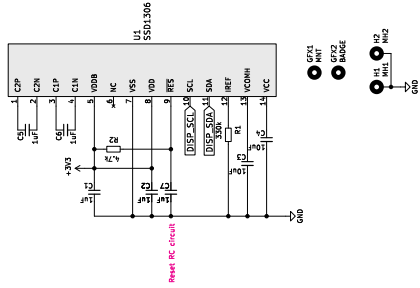 U1
SSD1306
C2P
C2N
C1P
C1N
VDDB
NC
VSS
VDD
RES
SCL
SDA
IREF
VCOMH
VCC
1
2
3
4
5
6
7
8
9
10
11
12
13
14
C5
1uF
C6
1uF
R2
4.7k
DISP_SCL
DISP_SDA
330k
R1
C3
10uF
C4
10uF
+3V3
C1
1uF
C2
1uF
C7
1uF
GND
Reset RC circuit
GFX1
MNT
GFX2
BADGE
H2
MH2
H1
MH1
1
1
GND